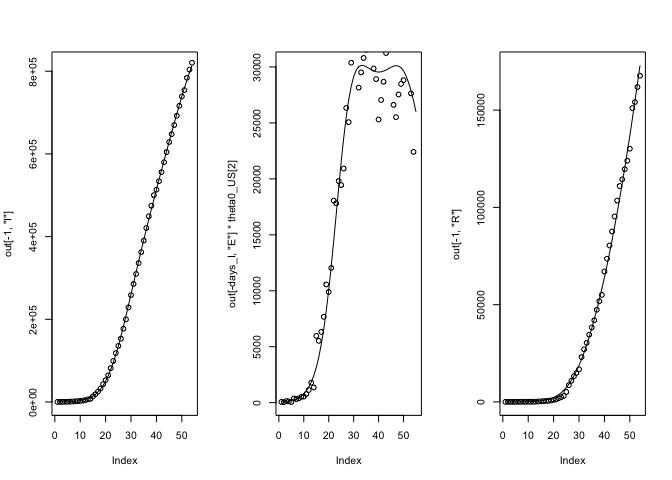 out[-1, "I"]
0e+00
2e+05
4e+05
6e+05
8e+05
0 10 20 30 40 50
Index
out[-days_I, "E"] * theta0_US[2]
0
5000
10000
15000
20000
25000
30000
0 10 20 30 40 50
Index
out[-1, "R"]
0
50000
100000
150000
0 10 20 30 40 50
Index